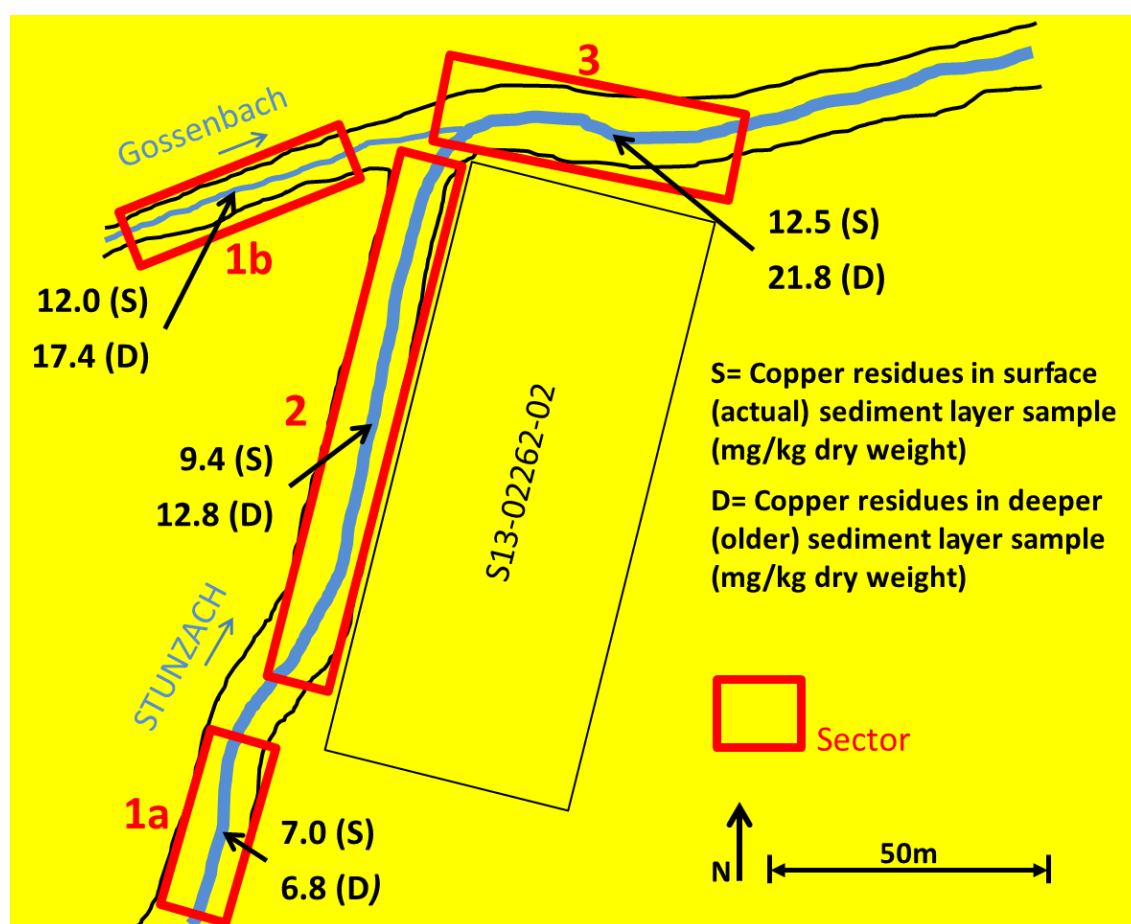 3
Gossenbach
1b
12.0 (S)
17.4 (D)
12.5 (S)
21.8 (D)
2
9.4 (S)
12.8 (D)
S13-02262-02
S= Copper residues in surface
(actual) sediment layer sample
(mg/kg dry weight)
D= Copper residues in deeper
(older) sediment layer sample
(mg/kg dry weight)
STUNZACH
Sector
1a
7.0 (S)
6.8 (D)
N
50m